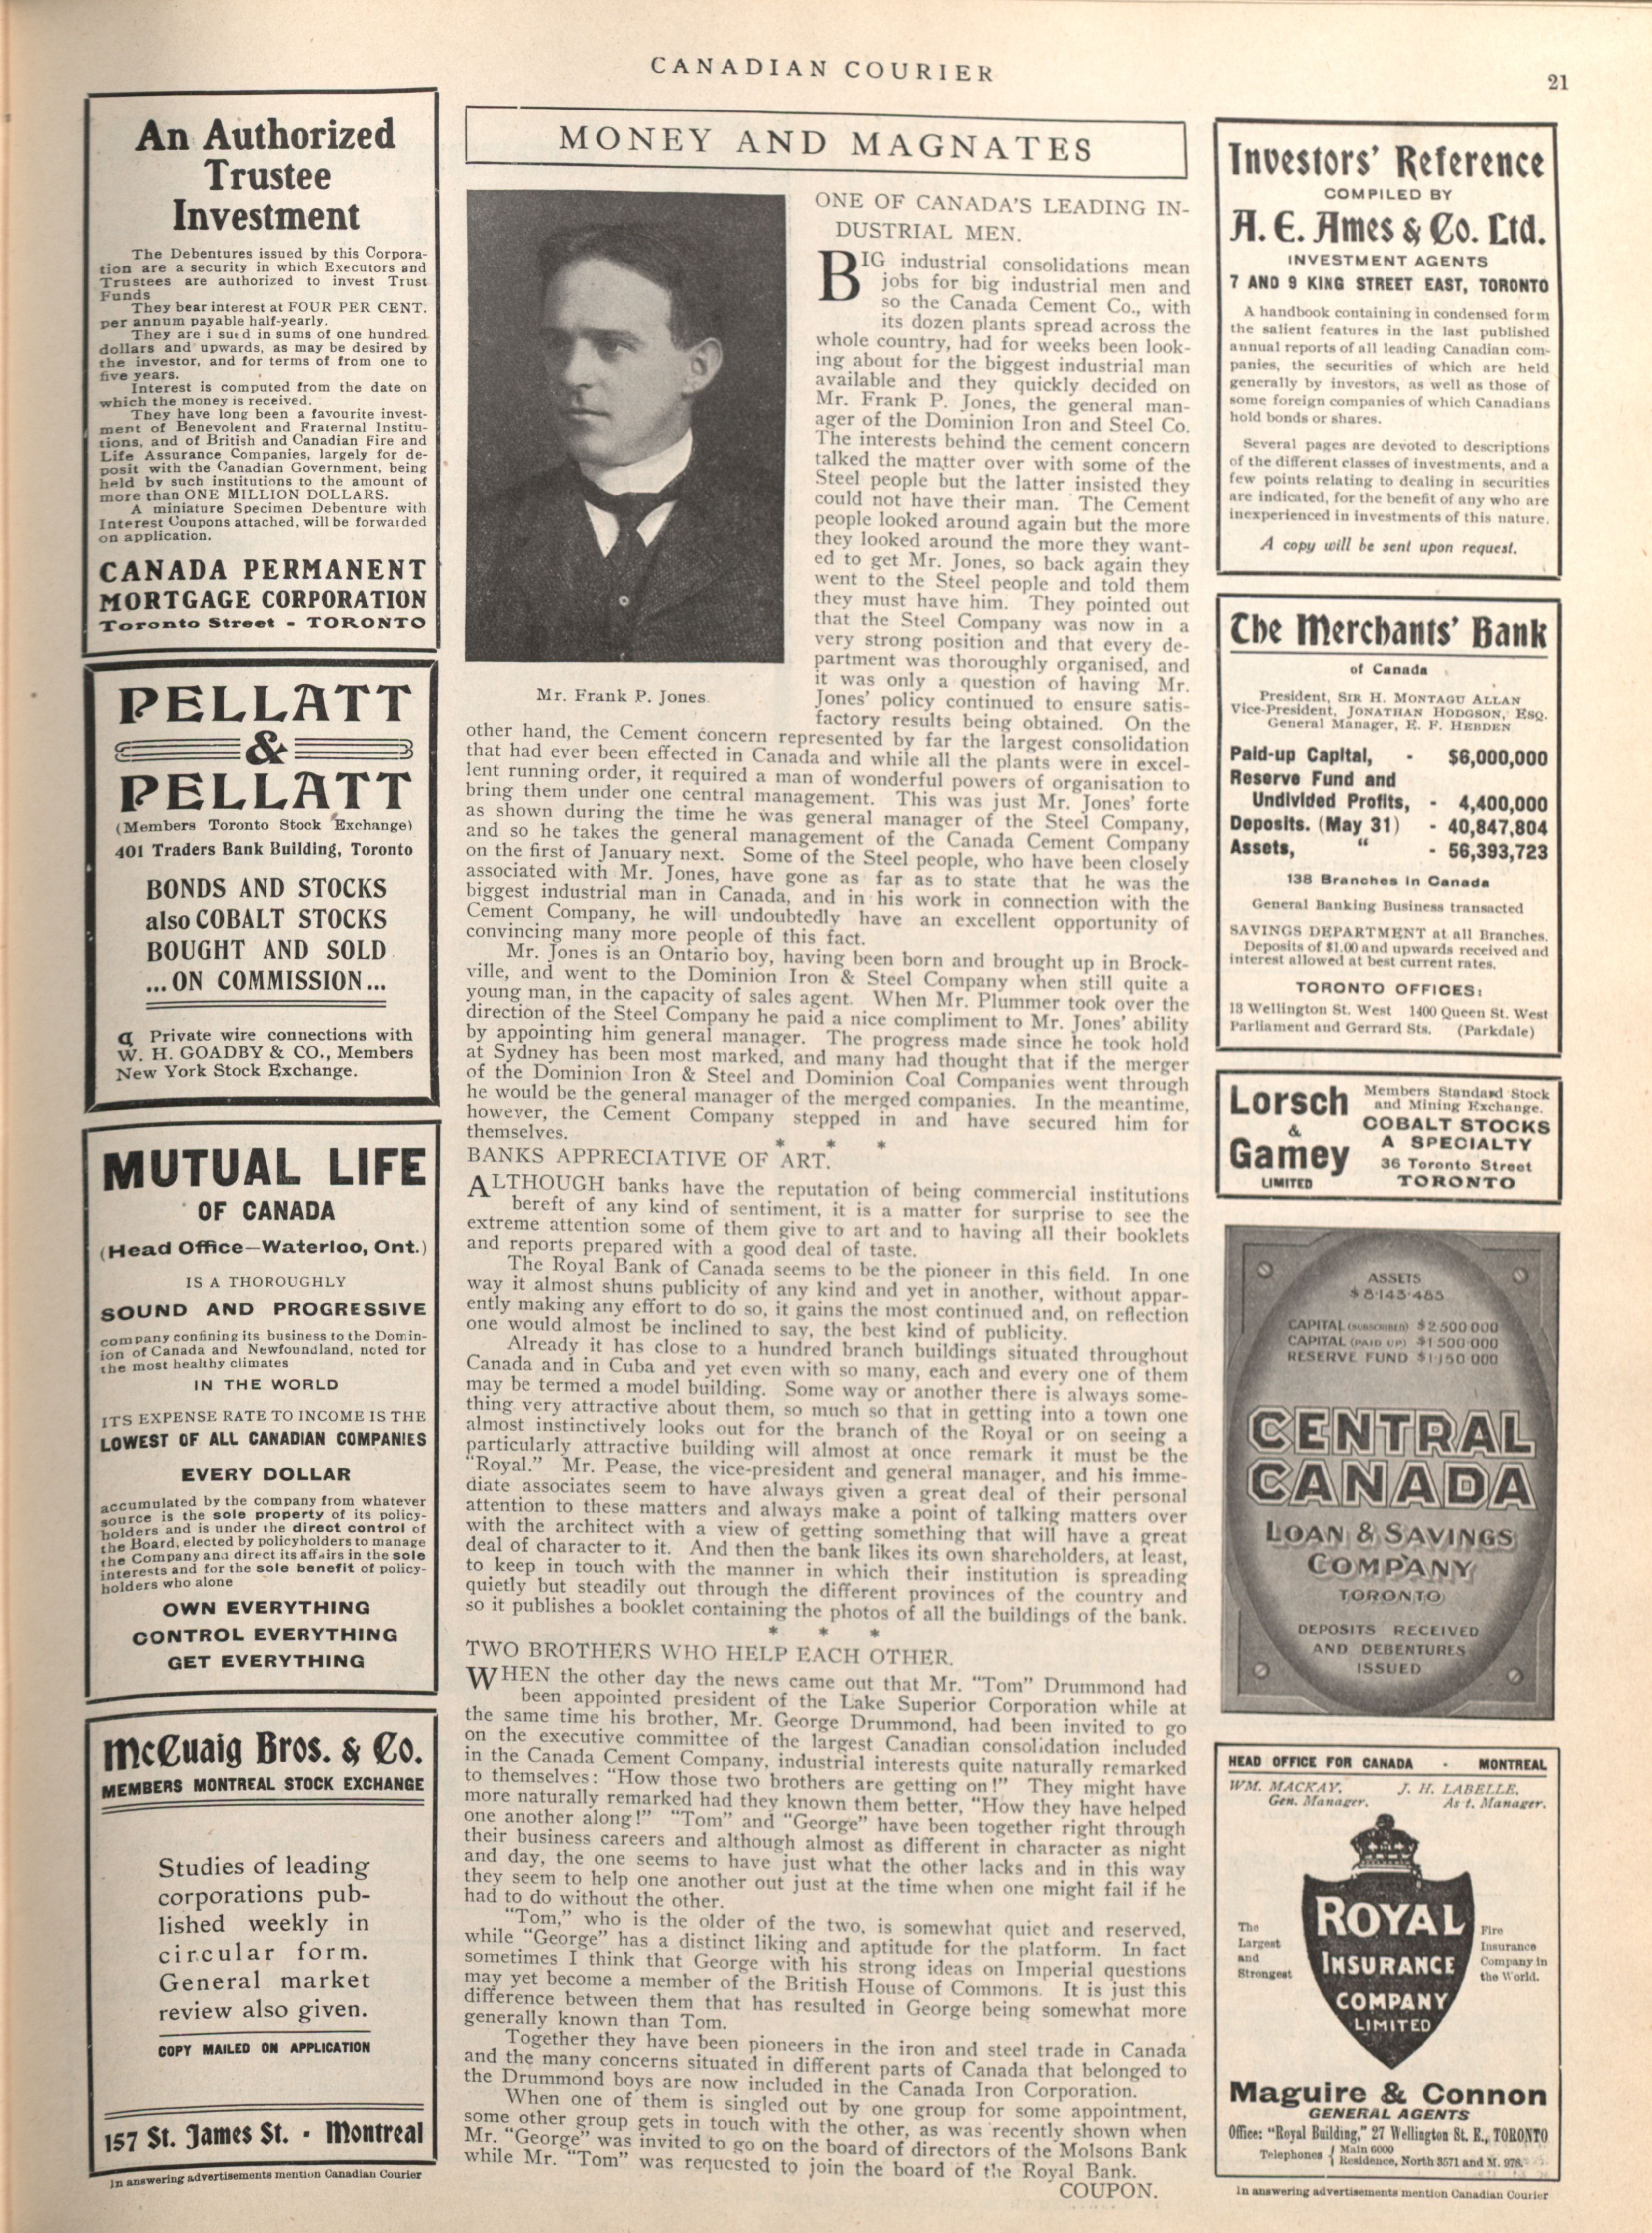 CANADIAN COURIER
21
An Authorized
Trustee
Investment
The Debentures issued by this Corpora-
tion are a security in which Executors and
Trustees are authorized to invest Trust
Funds
They bear interest at FOUR PER CENT.
per annum payable half-yearly.
They are i sued in sums of one hundred
dollars and upwards, as may be desired by
the investor, and for terms of from one to
five years.
Interest is computed from the date on
which the money is received.
They have long been a favourite invest-
ment of Benevolent and Fraternal Institu-
tions, and of British and Canadian Fire and
Life Assurance Companies, largely for de-
posit with the Canadian Government, being
held by such institutions to the amount of
more than ONE MILLION DOLLARS.
A miniature Specimen Debenture with
Interest Coupons attached, will be forwarded
on application.
CANADA PERMANENT
MORTGAGE CORPORATION
Toronto Street - TORONTO
PELLATT
&
PELLATT
(Members Toronto Stock Exchange)
401 Traders Bank Building, Toronto
BONDS AND STOCKS
also COBALT STOCKS
BOUGHT AND SOLD
...ON COMMISSION...
¶ Private wire connections with
W. H. GOADBY & CO., Members
New York Stock Exchange.
MUTUAL LIFE
OF CANADA
(Head Office—Waterloo, Ont.)
IS A THOROUGHLY
SOUND AND PROGRESSIVE
company confining its business to the Domin-
ion of Canada and Newfoundland, noted for
the most healthy climates
IN THE WORLD
ITS EXPENSE RATE TO INCOME IS THE
LOWEST OF ALL CANADIAN COMPANIES
EVERY DOLLAR
accumulated by the company from whatever
source is the sole property of its policy-
holders and is under the direct control of
the Board, elected by policyholders to manage
the Company and direct its affairs in the sole
interests and for the sole benefit of policy-
holders who alone
OWN EVERYTHING
CONTROL EVERYTHING
GET EVERYTHING
McCuaig Bros. & Co.
MEMBERS MONTREAL STOCK EXCHANGE
Studies of leading
corporations pub-
lished weekly in
circular form.
General market
review also given.
COPY MAILED ON APPLICATION
157 St. James St. - Montreal
In answering advertisements mention Canadian Courier
MONEY AND MAGNATES
Mr. Frank P. Jones.
ONE OF CANADA'S LEADING IN-
DUSTRIAL MEN.
BIG industrial consolidations mean
jobs for big industrial men and
so the Canada Cement Co., with
its dozen plants spread across the
whole country, had for weeks been look-
ing about for the biggest industrial man
available and they quickly decided on
Mr. Frank P. Jones, the general man-
ager of the Dominion Iron and Steel Co.
The interests behind the cement concern
talked the matter over with some of the
Steel people but the latter insisted they
could not have their man. The Cement
people looked around again but the more
they looked around the more they want-
ed to get Mr. Jones, so back again they
went to the Steel people and told them
they must have him. They pointed out
that the Steel Company was now in a
very strong position and that every de-
partment was thoroughly organised, and
it was only a question of having Mr.
Jones' policy continued to ensure satis-
factory results being obtained. On the
other hand, the Cement concern represented by far the largest consolidation
that had ever been effected in Canada and while all the plants were in excel-
lent running order, it required a man of wonderful powers of organisation to
bring them under one central management. This was just Mr. Jones' forte
as shown during the time he was general manager of the Steel Company,
and so he takes the general management of the Canada Cement Company
on the first of January next. Some of the Steel people, who have been closely
associated with Mr. Jones, have gone as far as to state that he was the
biggest industrial man in Canada, and in his work in connection with the
Cement Company, he will undoubtedly have an excellent opportunity of
convincing many more people of this fact.
Mr. Jones is an Ontario boy, having been born and brought up in Brock-
ville, and went to the Dominion Iron & Steel Company when still quite a
young man, in the capacity of sales agent. When Mr. Plummer took over the
direction of the Steel Company he paid a nice compliment to Mr. Jones' ability
by appointing him general manager. The progress made since he took hold
at Sydney has been most marked, and many had thought that if the merger
of the Dominion Iron & Steel and Dominion Coal Companies went through
he would be the general manager of the merged companies. In the meantime,
however, the Cement Company stepped in and have secured him for
themselves.
* * *
BANKS APPRECIATIVE OF ART.
ALTHOUGH banks have the reputation of being commercial institutions
bereft of any kind of sentiment, it is a matter for surprise to see the
extreme attention some of them give to art and to having all their booklets
and reports prepared with a good deal of taste.
The Royal Bank of Canada seems to be the pioneer in this field. In one
way it almost shuns publicity of any kind and yet in another, without appar-
ently making any effort to do so, it gains the most continued and, on reflection
one would almost be inclined to say, the best kind of publicity.
Already it has close to a hundred branch buildings situated throughout
Canada and in Cuba and yet even with so many, each and every one of them
may be termed a model building. Some way or another there is always some-
thing very attractive about them, so much so that in getting into a town one
almost instinctively looks out for the branch of the Royal or on seeing a
particularly attractive building will almost at once remark it must be the
"Royal." Mr. Pease, the vice-president and general manager, and his imme-
diate associates seem to have always given a great deal of their personal
attention to these matters and always make a point of talking matters over
with the architect with a view of getting something that will have a great
deal of character to it. And then the bank likes its own shareholders, at least,
to keep in touch with the manner in which their institution is spreading
quietly but steadily out through the different provinces of the country and
so it publishes a booklet containing the photos of all the buildings of the bank.
* * *
TWO BROTHERS WHO HELP EACH OTHER.
WHEN the other day the news came out that Mr. "Tom" Drummond had
been appointed president of the Lake Superior Corporation while at
the same time his brother, Mr. George Drummond, had been invited to go
on the executive committee of the largest Canadian consolidation included
in the Canada Cement Company, industrial interests quite naturally remarked
to themselves: "How those two brothers are getting on!" They might have
more naturally remarked had they known them better, "How they have helped
one another along!" "Tom" and "George" have been together right through
their business careers and although almost as different in character as night
and day, the one seems to have just what the other lacks and in this way
they seem to help one another out just at the time when one might fail if he
had to do without the other.
"Tom," who is the older of the two, is somewhat quiet and reserved,
while "George" has a distinct liking and aptitude for the platform. In fact
sometimes I think that George with his strong ideas on Imperial questions
may yet become a member of the British House of Commons. It is just this
difference between them that has resulted in George being somewhat more
generally known than Tom.
Together they have been pioneers in the iron and steel trade in Canada
and the many concerns situated in different parts of Canada that belonged to
the Drummond boys are now included in the Canada Iron Corporation.
When one of them is singled out by one group for some appointment,
some other group gets in touch with the other, as was recently shown when
Mr. "George" was invited to go on the board of directors of the Molsons Bank
while Mr. "Tom" was requested to join the board of the Royal Bank.
COUPON.
Investors' Reference
COMPILED BY
A. E. Ames & Co. Ltd.
INVESTMENT AGENTS
7 AND 9 KING STREET EAST, TORONTO
A handbook containing in condensed form
the salient features in the last published
annual reports of all leading Canadian com-
panies, the securities of which are held
generally by investors, as well as those of
some foreign companies of which Canadians
hold bonds or shares.
Several pages are devoted to descriptions
of the different classes of investments, and a
few points relating to dealing in securities
are indicated, for the benefit of any who are
inexperienced in investments of this nature.
A copy will be sent upon request.
The Merchants' Bank
of Canada
President, SIR H. MONTAGU ALLAN
Vice-President, JONATHAN HODGSON, ESQ.
General Manager, E. F. HEBDEN
Paid-up Capital, - $6,000,000
Reserve Fund and
Undivided Profits, - 4,400,000
Deposits. (May 31) - 40,847,804
Assets, " - 56,393,723
138 Branches in Canada
General Banking Business transacted
SAVINGS DEPARTMENT at all Branches.
Deposits of $1.00 and upwards received and
interest allowed at best current rates.
TORONTO OFFICES:
13 Wellington St. West 1400 Queen St. West
Parliament and Gerrard Sts. (Parkdale)
Lorsch
&
Gamey
LIMITED
Members Standard Stock
and Mining Exchange.
COBALT STOCKS
A SPECIALTY
36 Toronto Street
TORONTO
ASSETS
$8·143·485
CAPITAL (SUBSCRIBED) $2 500 000
CAPITAL (PAID UP) $1 500 000
RESERVE FUND $1 150 000
CENTRAL
CANADA
LOAN & SAVINGS
COMPANY
TORONTO
DEPOSITS RECEIVED
AND DEBENTURES
ISSUED
HEAD OFFICE FOR CANADA - MONTREAL
WM. MACKAY, J. H. LABELLE,
Gen. Manager. As t. Manager.
The
Largest
and
Strongest
ROYAL
INSURANCE
COMPANY
LIMITED
Fire
Insurance
Company in
the World.
Maguire & Connon
GENERAL AGENTS
Office: "Royal Building," 27 Wellington St. E., TORONTO
Telephones { Main 6000
Residence, North 3571 and M. 978.
In answering advertisements mention Canadian Courier